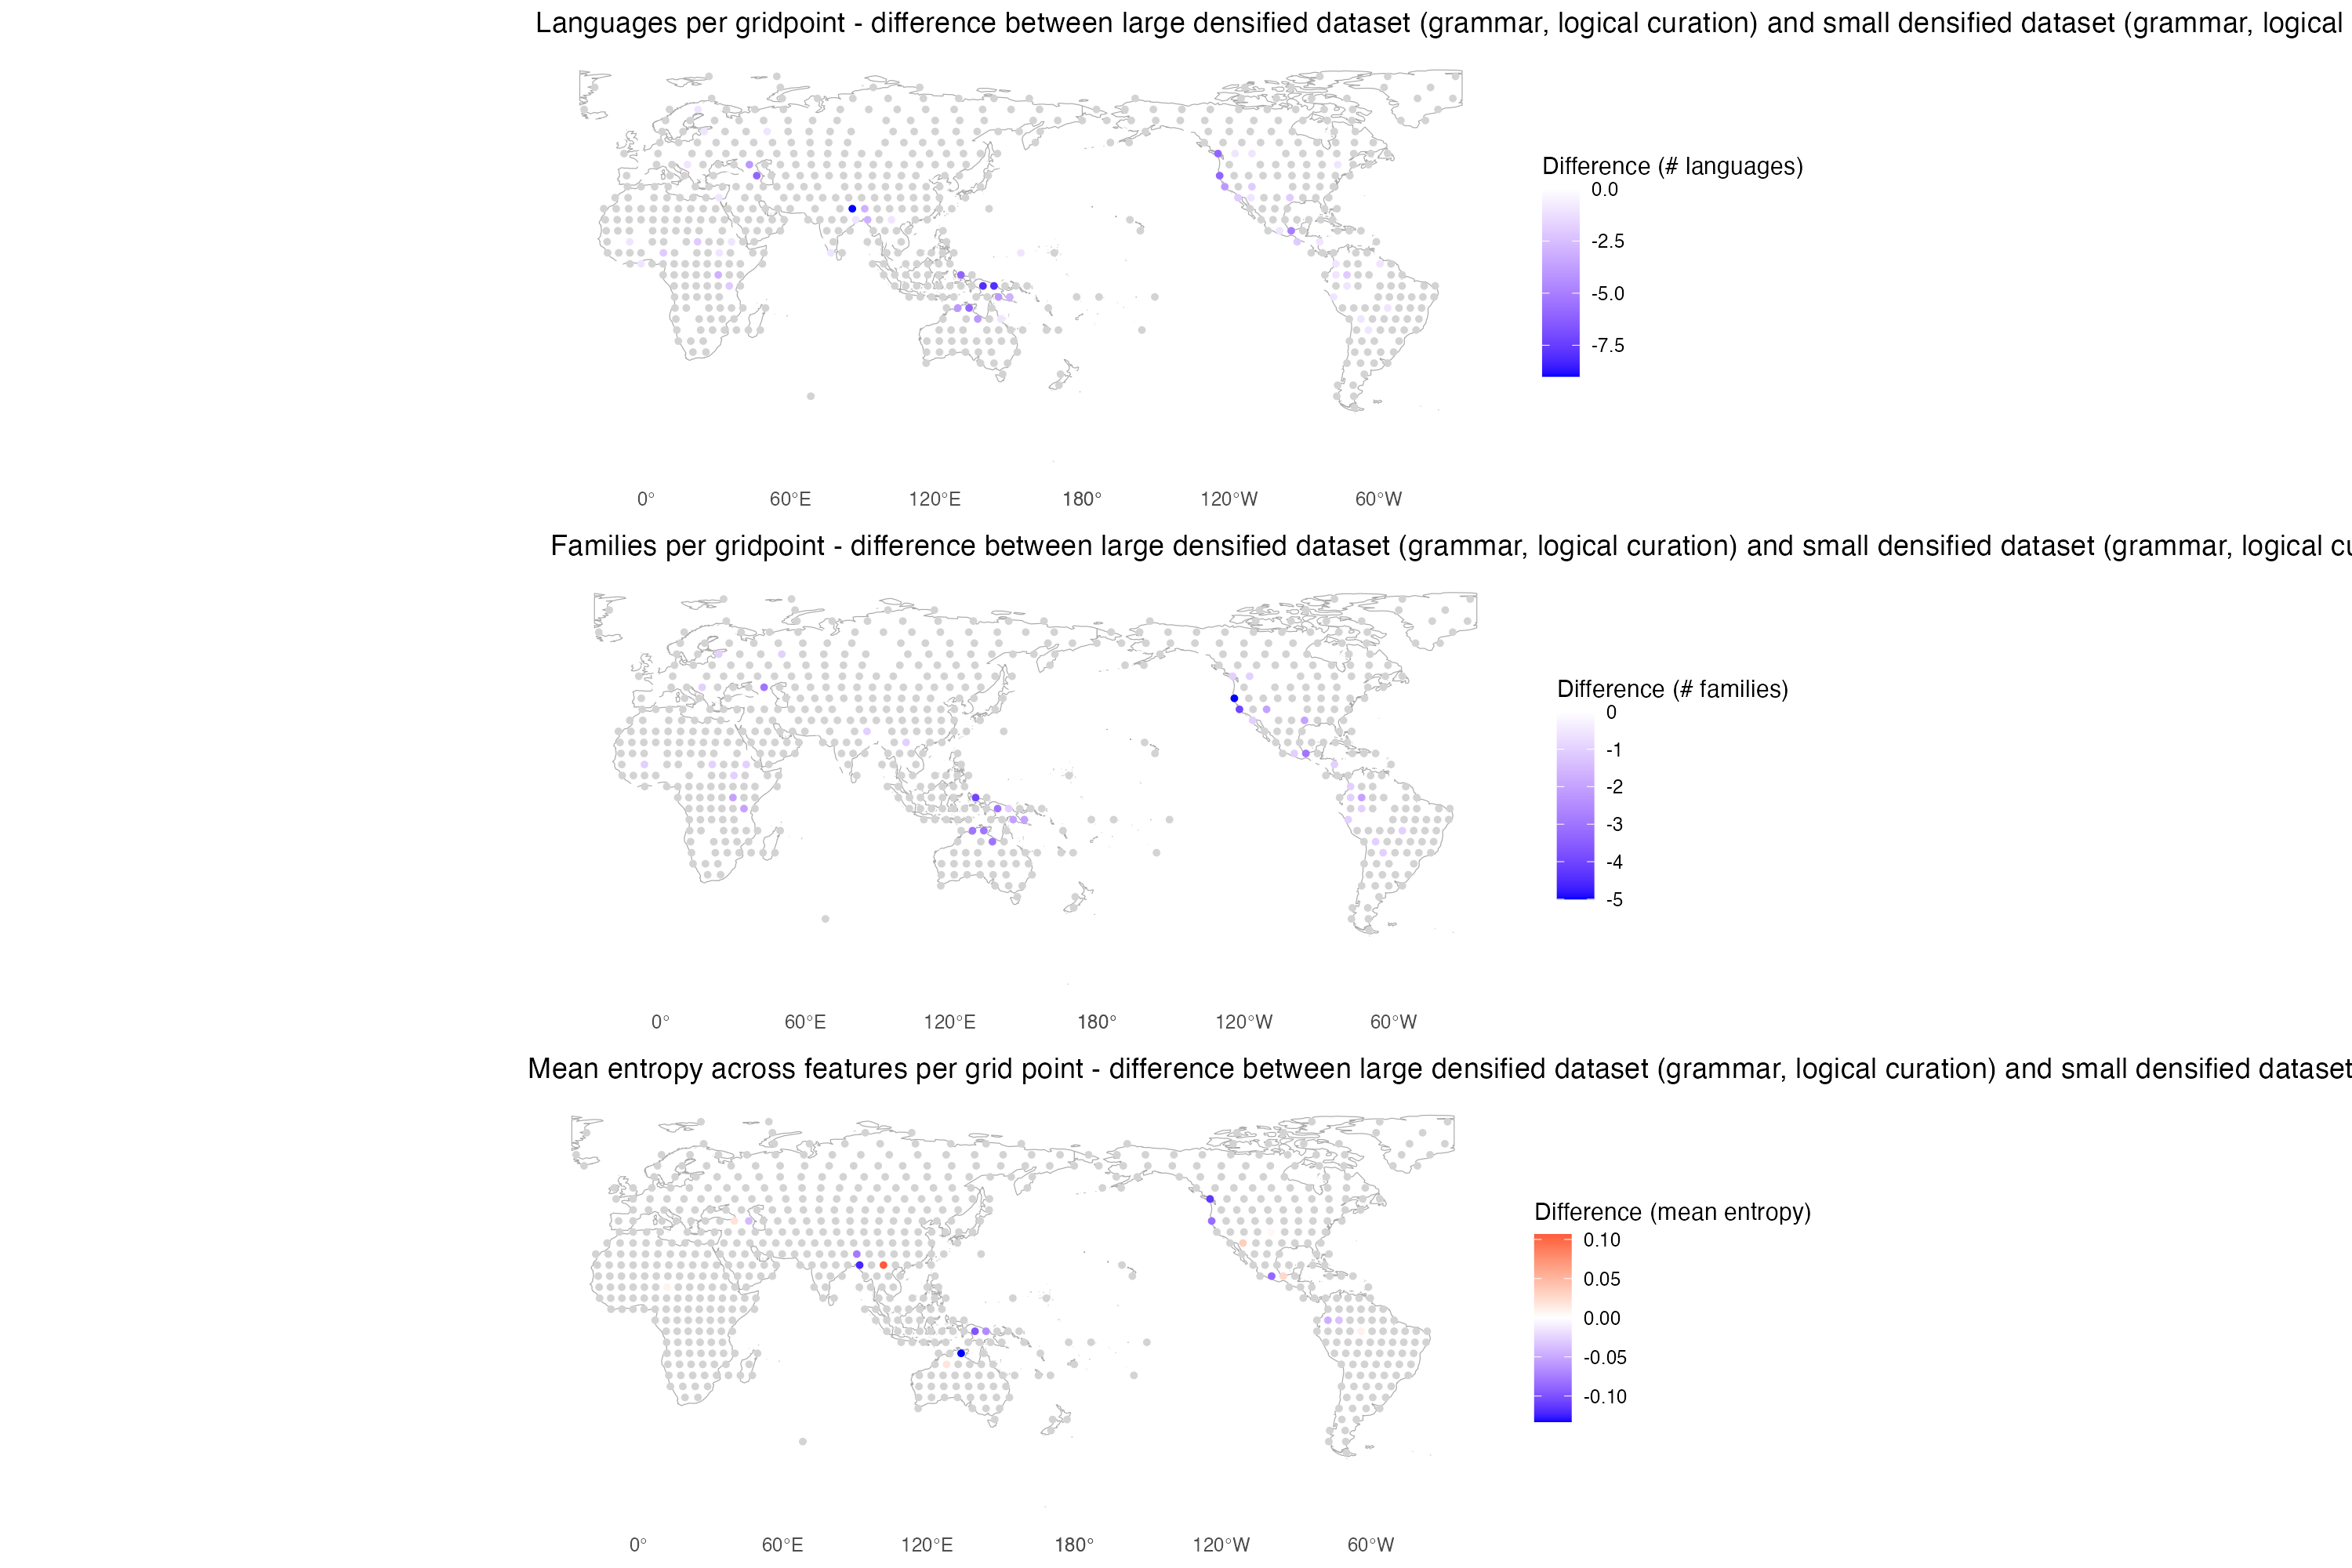 Languages per gridpoint - difference between large densified dataset (grammar, logical curation) and small densified dataset (grammar, logical
Difference (# languages)
0.0
-2.5
-5.0
-7.5
0° 60°E 120°E 180° 120°W 60°W
Families per gridpoint - difference between large densified dataset (grammar, logical curation) and small densified dataset (grammar, logical cu
Difference (# families)
0
-1
-2
-3
-4
-5
0° 60°E 120°E 180° 120°W 60°W
Mean entropy across features per grid point - difference between large densified dataset (grammar, logical curation) and small densified dataset
Difference (mean entropy)
0.10
0.05
0.00
-0.05
-0.10
0° 60°E 120°E 180° 120°W 60°W